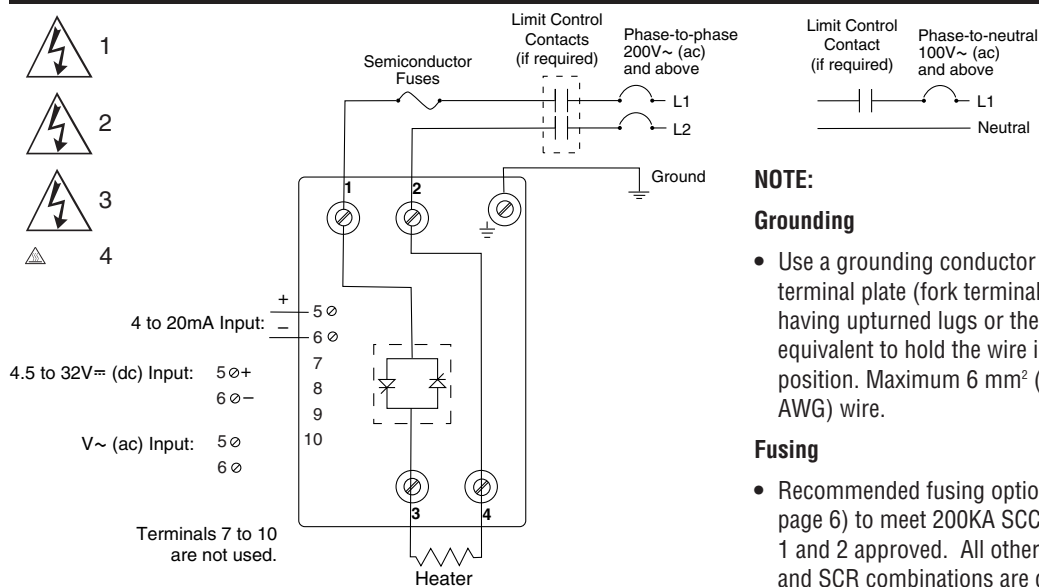 1
2
3
4
Limit Control
Contacts
(if required)
Phase-to-phase
200V~ (ac)
and above
Semiconductor
Fuses
L1
L2
Ground
1
2
4 to 20mA Input:
+
–
5
6
7
8
9
10
4.5 to 32V⎓ (dc) Input:
5 +
6 –
V~ (ac) Input:
5
6
3
4
Terminals 7 to 10
are not used.
Heater
Limit Control
Contact
(if required)
Phase-to-neutral
100V~ (ac)
and above
L1
Neutral
NOTE:
Grounding
• Use a grounding conductor
terminal plate (fork terminal
having upturned lugs or the
equivalent to hold the wire i
position. Maximum 6 mm² (
AWG) wire.
Fusing
• Recommended fusing optio
page 6) to meet 200KA SCC
1 and 2 approved. All other
and SCR combinations are